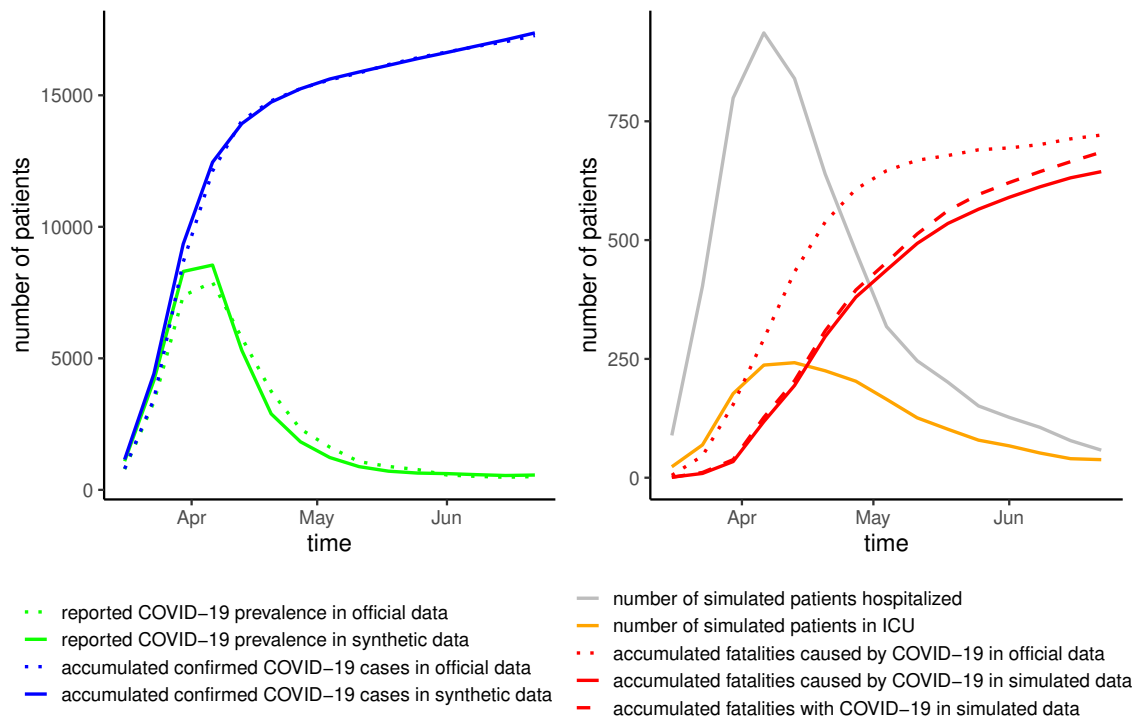 number of patients
15000
10000
5000
0
Apr
May
Jun
time
number of patients
750
500
250
0
Apr
May
Jun
time
reported COVID−19 prevalence in official data
reported COVID−19 prevalence in synthetic data
accumulated confirmed COVID−19 cases in official data
accumulated confirmed COVID−19 cases in synthetic data
number of simulated patients hospitalized
number of simulated patients in ICU
accumulated fatalities caused by COVID−19 in official data
accumulated fatalities caused by COVID−19 in simulated data
accumulated fatalities with COVID−19 in simulated data